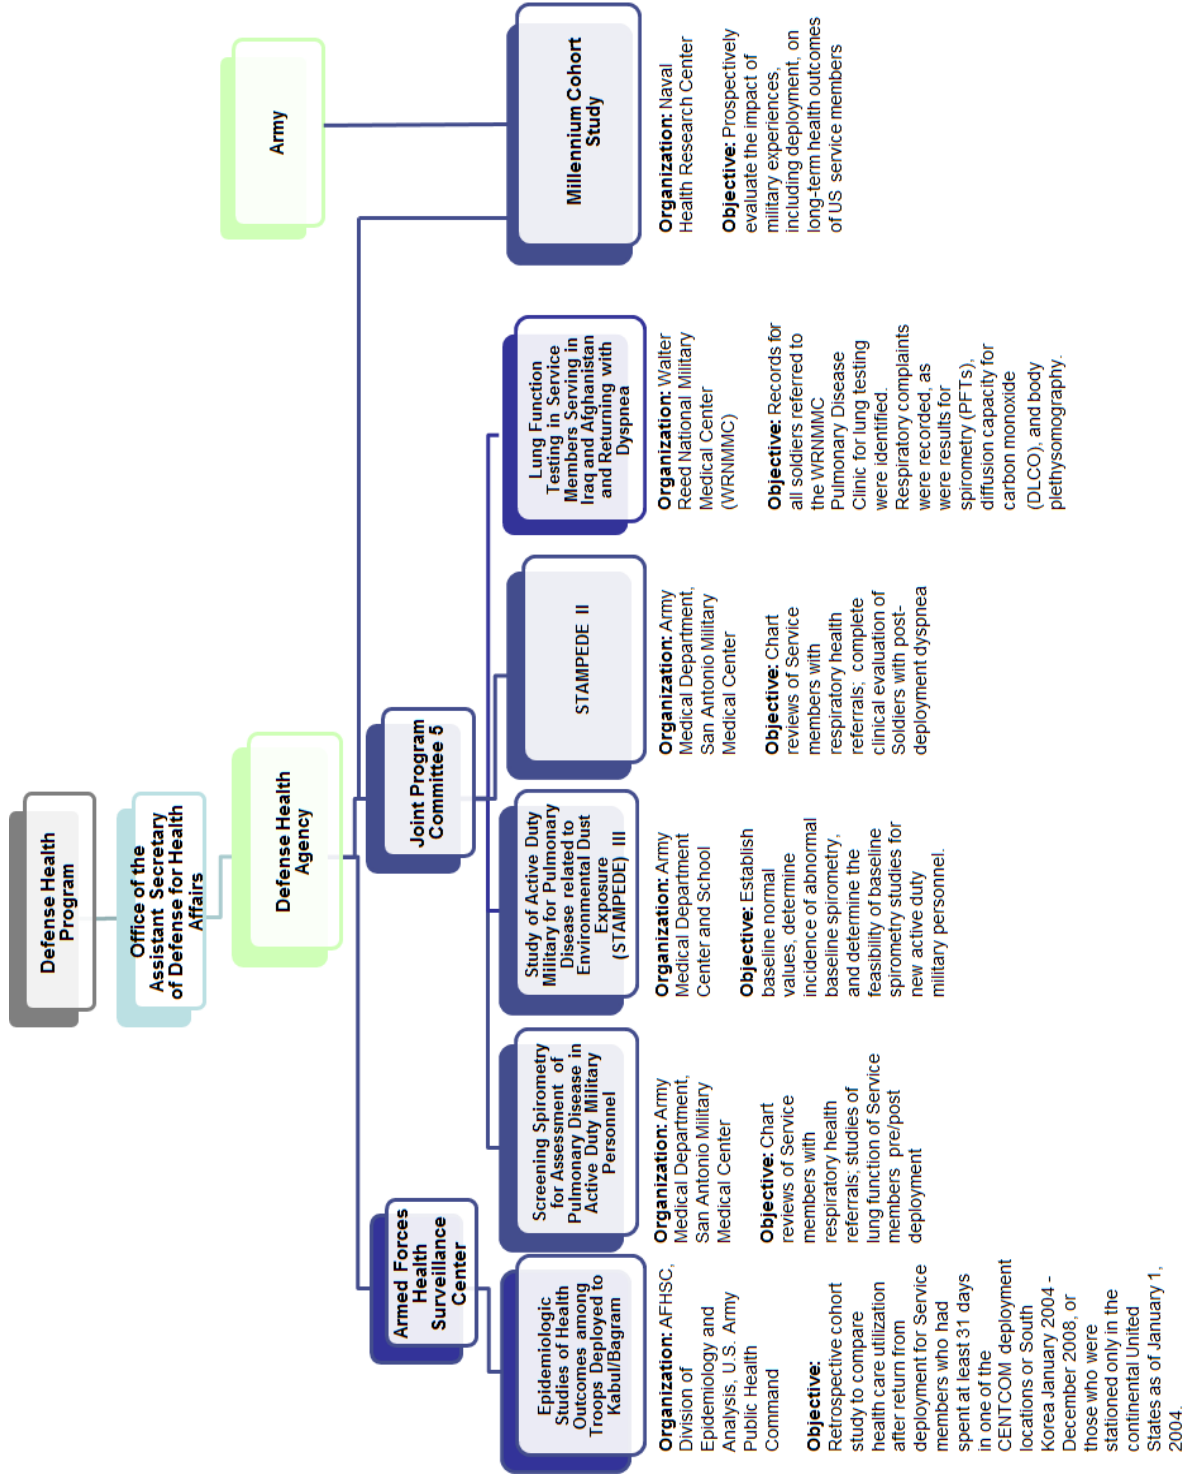 Defense Health
Program
Office of the
Assistant Secretary
of Defense for Health
Affairs
Defense Health
Agency
Army
Armed Forces
Health
Surveillance
Center
Joint Program
Committee 5
Epidemiologic
Studies of Health
Outcomes among
Troops Deployed to
Kabul/Bagram
Organization: AFHSC,
Division of
Epidemiology and
Analysis, U.S. Army
Public Health
Command
Objective:
Retrospective cohort
study to compare
health care utilization
after return from
deployment for Service
members who had
spent at least 31 days
in one of the
CENTCOM deployment
locations or South
Korea January 2004 -
December 2008, or
those who were
stationed only in the
continental United
States as of January 1,
2004.
Screening Spirometry
for Assessment of
Pulmonary Disease in
Active Duty Military
Personnel
Organization: Army
Medical Department,
San Antonio Military
Medical Center
Objective: Chart
reviews of Service
members with
respiratory health
referrals; studies of
lung function of Service
members pre/post
deployment
Study of Active Duty
Military for Pulmonary
Disease related to
Environmental Dust
Exposure
(STAMPEDE) III
Organization: Army
Medical Department
Center and School
Objective: Establish
baseline normal
values, determine
incidence of abnormal
baseline spirometry,
and determine the
feasibility of baseline
spirometry studies for
new active duty
military personnel.
STAMPEDE II
Organization: Army
Medical Department,
San Antonio Military
Medical Center
Objective: Chart
reviews of Service
members with
respiratory health
referrals; complete
clinical evaluation of
Soldiers with post-
deployment dyspnea
Lung Function
Testing in Service
Members Serving in
Iraq and Afghanistan
and Returning with
Dyspnea
Organization: Walter
Reed National Military
Medical Center
(WRNMMC)
Objective: Records for
all soldiers referred to
the WRNMMC
Pulmonary Disease
Clinic for lung testing
were identified.
Respiratory complaints
were recorded, as
were results for
spirometry (PFTs),
diffusion capacity for
carbon monoxide
(DLCO), and body
plethysomography.
Millennium Cohort
Study
Organization: Naval
Health Research Center
Objective: Prospectively
evaluate the impact of
military experiences,
including deployment, on
long-term health outcomes
of US service members